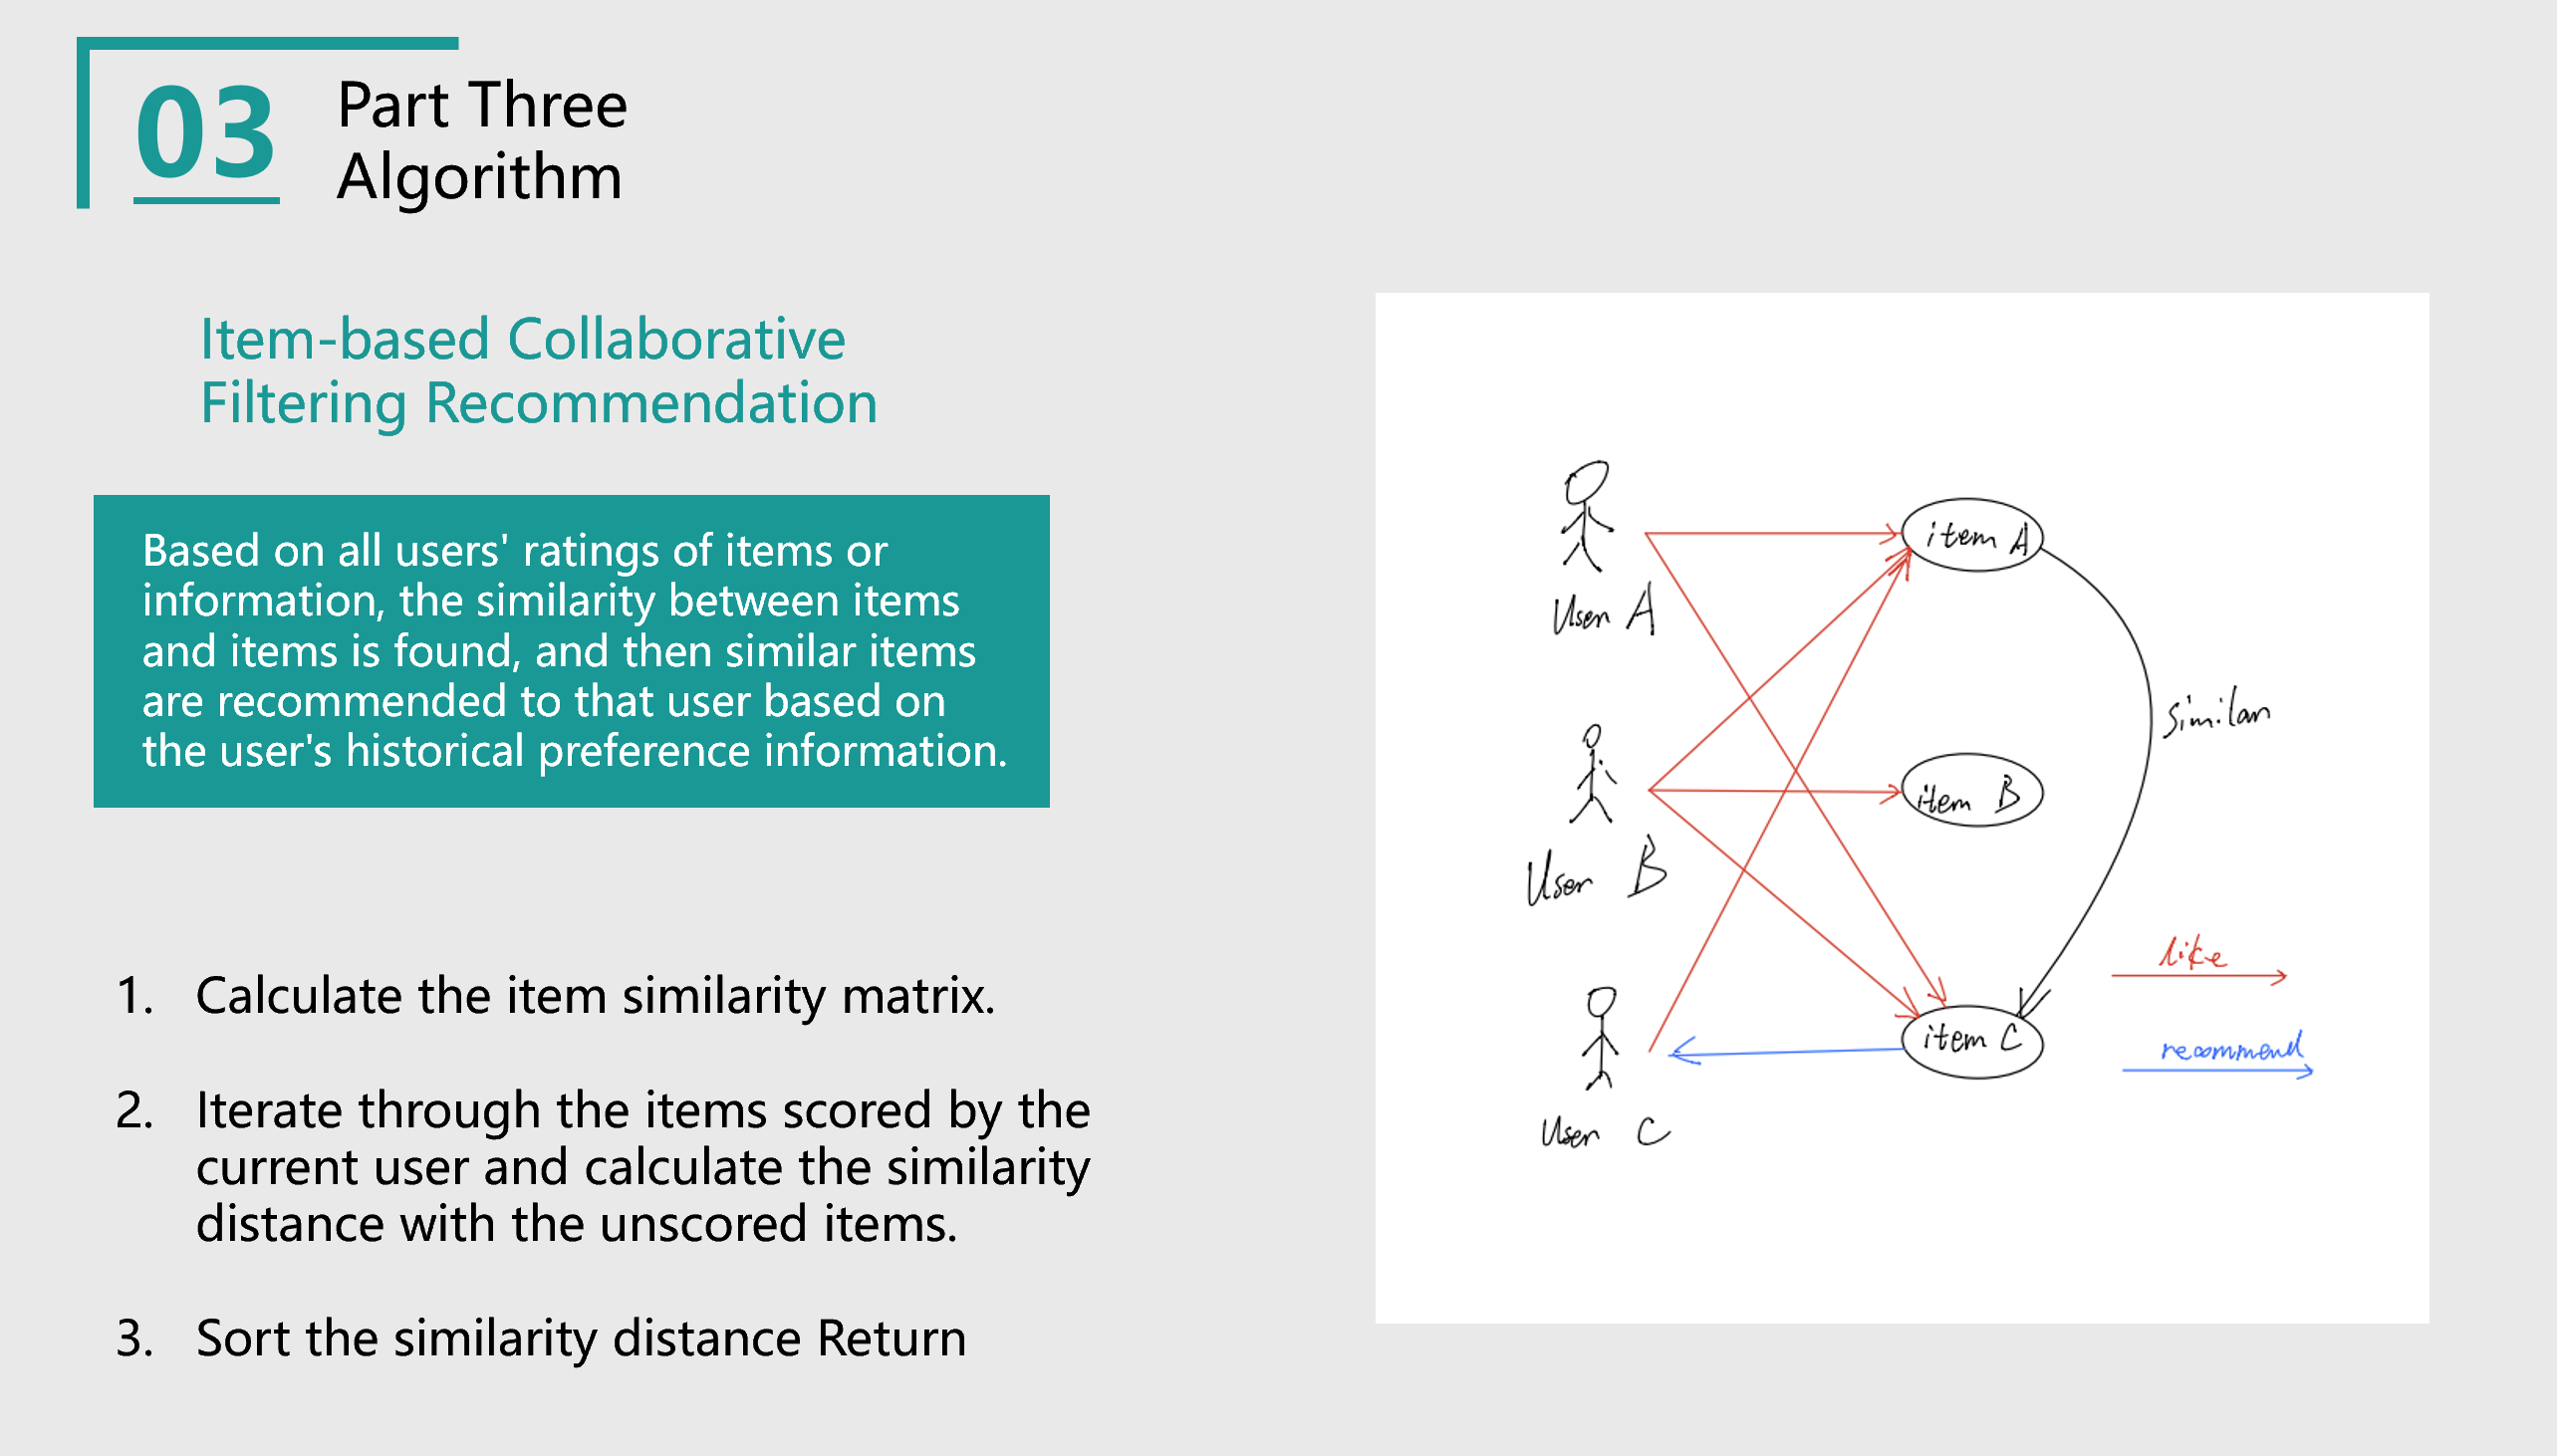 03
Part Three
Algorithm
Item-based Collaborative
Filtering Recommendation
Based on all users' ratings of items or
information, the similarity between items
and items is found, and then similar items
are recommended to that user based on
the user's historical preference information.
1. Calculate the item similarity matrix.
2. Iterate through the items scored by the
current user and calculate the similarity
distance with the unscored items.
3. Sort the similarity distance Return
item A
User A
similar
item B
User B
like
item C
recommend
User C